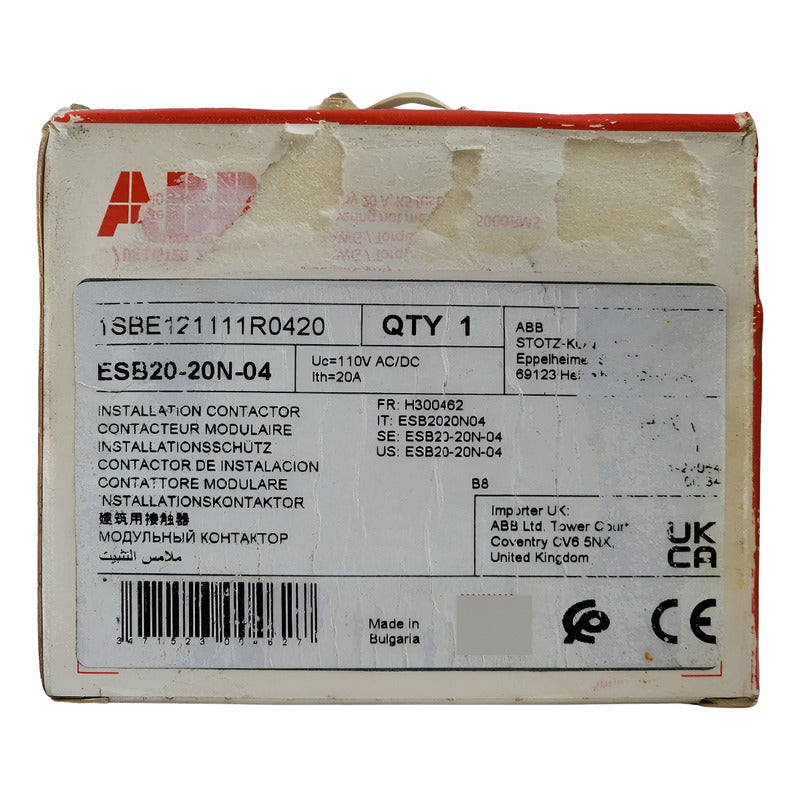 ABB
1SBE121111R0420
QTY 1
ESB20-20N-04
Uc=110V AC/DC
Ith=20A
ABB
STOTZ-
Eppelheime
69123
INSTALLATION CONTACTOR
CONTACTEUR MODULAIRE
INSTALLATIONSSCHÜTZ
CONTACTOR DE INSTALACION
CONTATTORE MODULARE
INSTALLATIONSKONTAKTOR
建筑用接触器
МОДУЛЬНЫЙ КОНТАКТОР
ملامس التثبيت
FR: H300462
IT: ESB2020N04
SE: ESB20-20N-04
US: ESB20-20N-04
B8
Importer UK:
ABB Ltd. Tower Court,
Coventry CV6 5NX,
United Kingdom
UK
CA
3471523004627
Made in
Bulgaria
CE